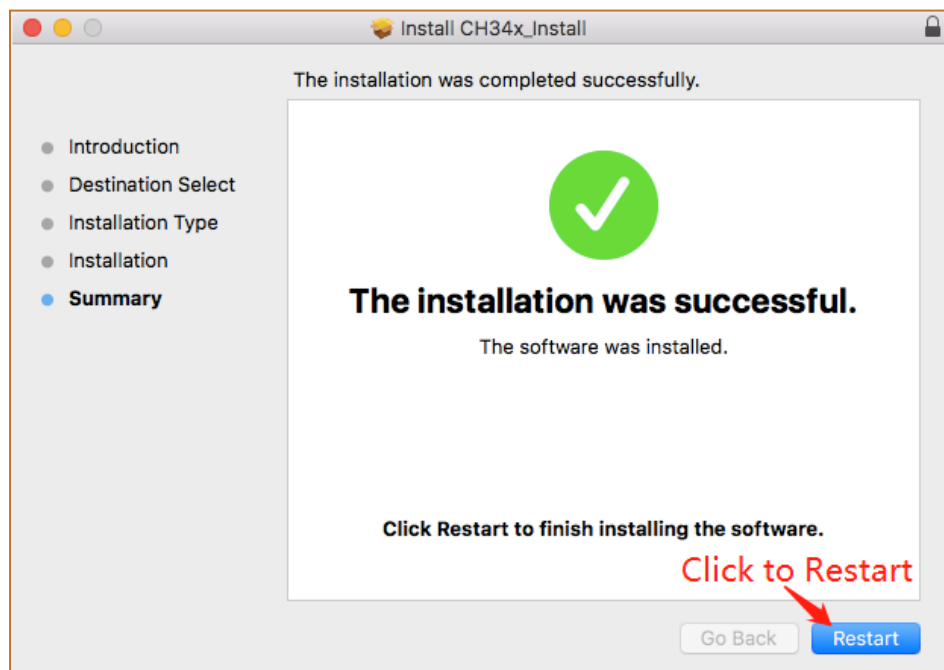 Install CH34x_Install
The installation was completed successfully.
Introduction
Destination Select
Installation Type
Installation
Summary
The installation was successful.
The software was installed.
Click Restart to finish installing the software.
Click to Restart
Go Back
Restart